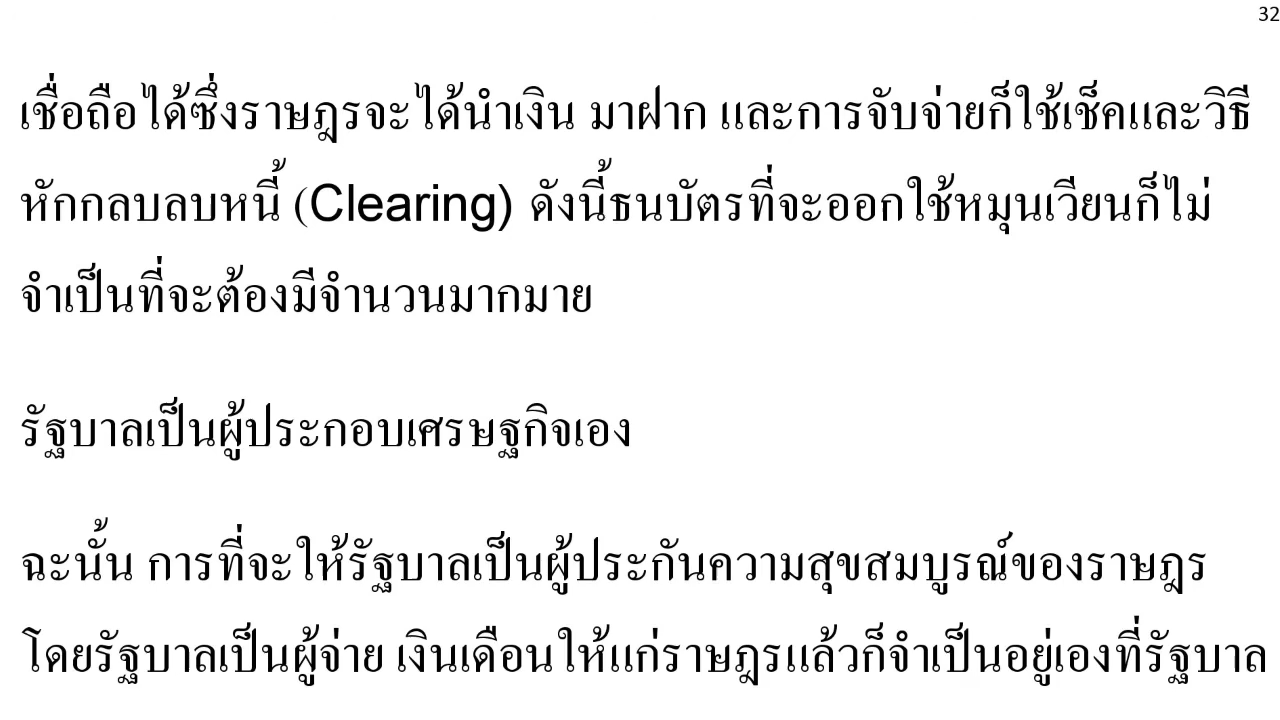 32
เชื่อถือได้ซึ่งราษฎรจะได้นำเงิน มาฝาก และการจับจ่ายก็ใช้เช็คและวิธี
หักกลบลบหนี้ (Clearing) ดังนี้ธนบัตรที่จะออกใช้หมุนเวียนก็ไม่
จำเป็นที่จะต้องมีจำนวนมากมาย
รัฐบาลเป็นผู้ประกอบเศรษฐกิจเอง
ฉะนั้น การที่จะให้รัฐบาลเป็นผู้ประกันความสุขสมบูรณ์ของราษฎร
โดยรัฐบาลเป็นผู้จ่าย เงินเดือนให้แก่ราษฎรแล้วก็จำเป็นอยู่เองที่รัฐบาล